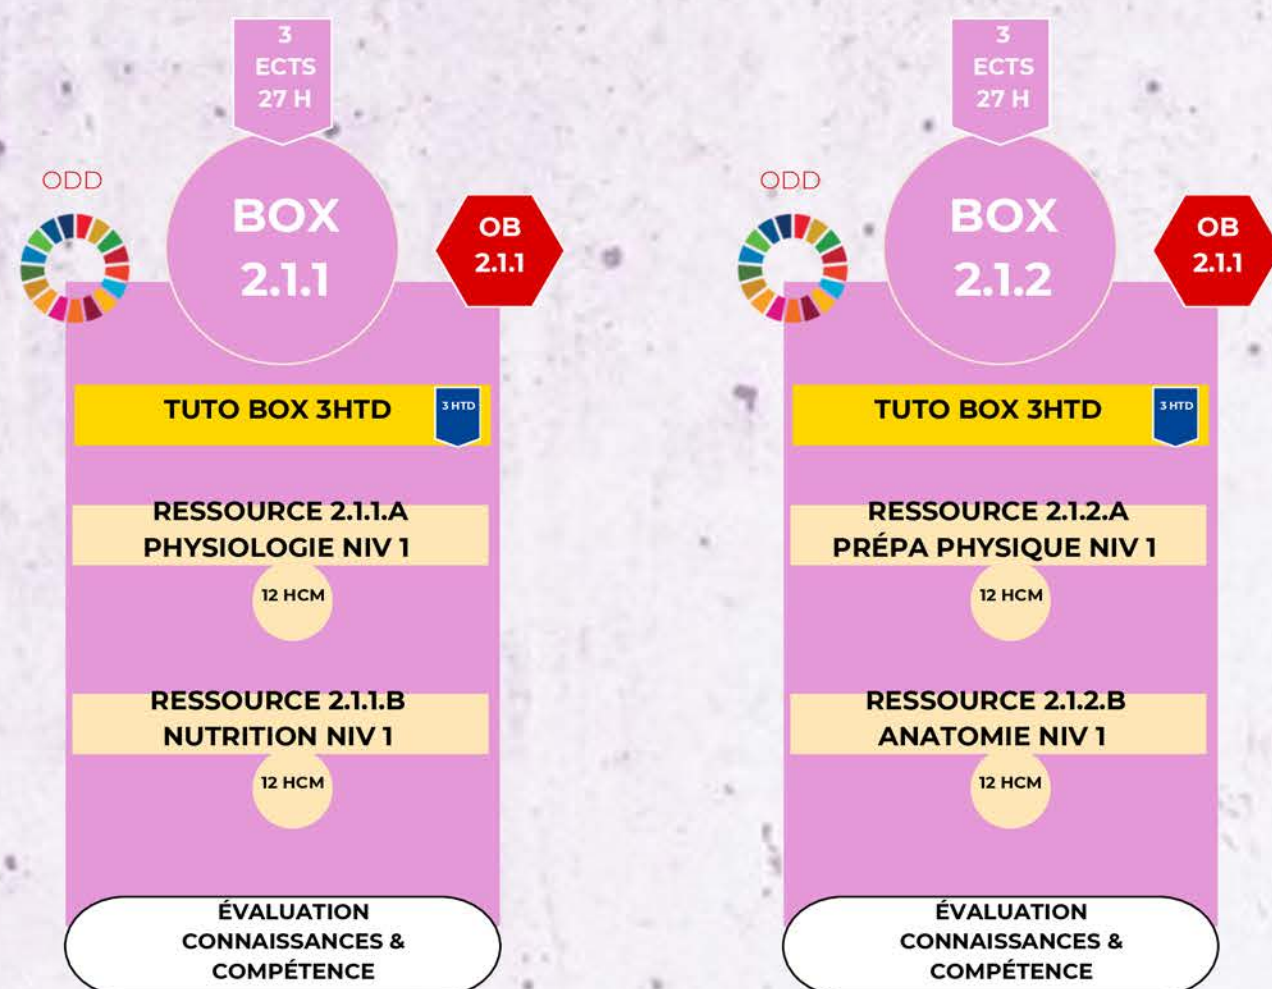 3
ECTS
27 H
ODD
BOX
2.1.1
OB
2.1.1
TUTO BOX 3HTD
3 HTD
RESSOURCE 2.1.1.A
PHYSIOLOGIE NIV 1
12 HCM
RESSOURCE 2.1.1.B
NUTRITION NIV 1
12 HCM
ÉVALUATION
CONNAISSANCES &
COMPÉTENCE
3
ECTS
27 H
ODD
BOX
2.1.2
OB
2.1.1
TUTO BOX 3HTD
3 HTD
RESSOURCE 2.1.2.A
PRÉPA PHYSIQUE NIV 1
12 HCM
RESSOURCE 2.1.2.B
ANATOMIE NIV 1
12 HCM
ÉVALUATION
CONNAISSANCES &
COMPÉTENCE